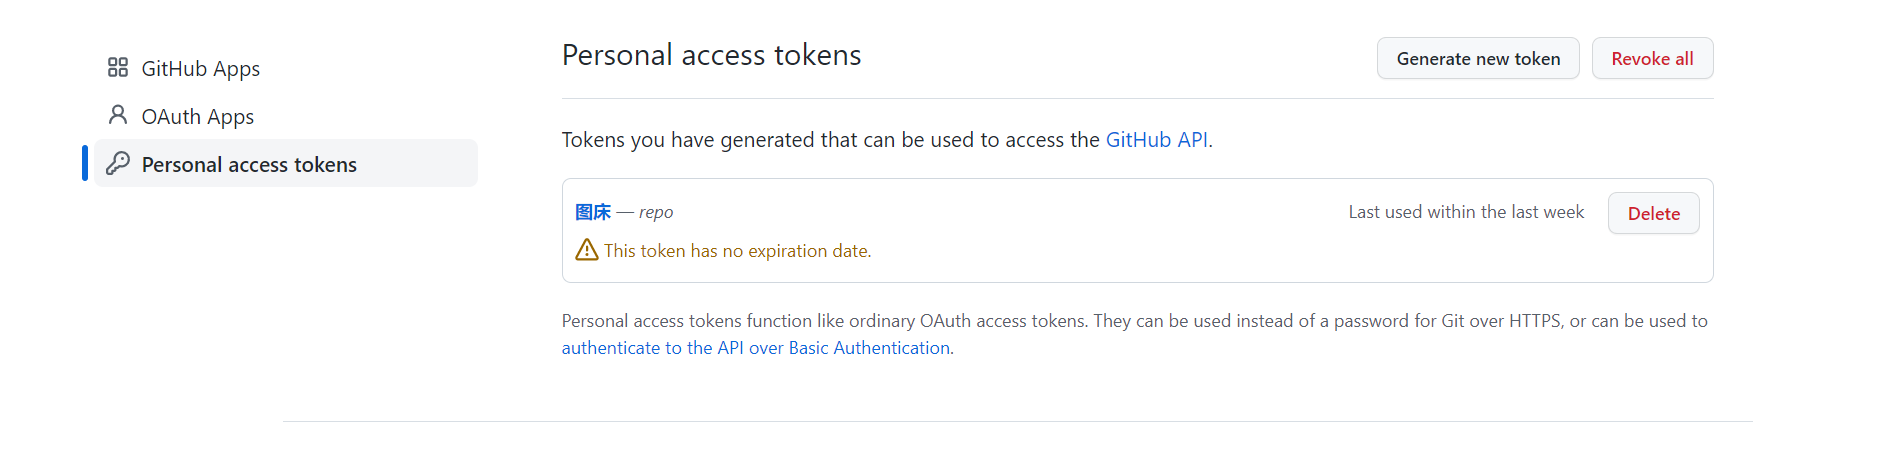 GitHub Apps
OAuth Apps
Personal access tokens
Personal access tokens
Generate new token
Revoke all
Tokens you have generated that can be used to access the GitHub API.
图床 — repo
Last used within the last week
Delete
This token has no expiration date.
Personal access tokens function like ordinary OAuth access tokens. They can be used instead of a password for Git over HTTPS, or can be used to
authenticate to the API over Basic Authentication.